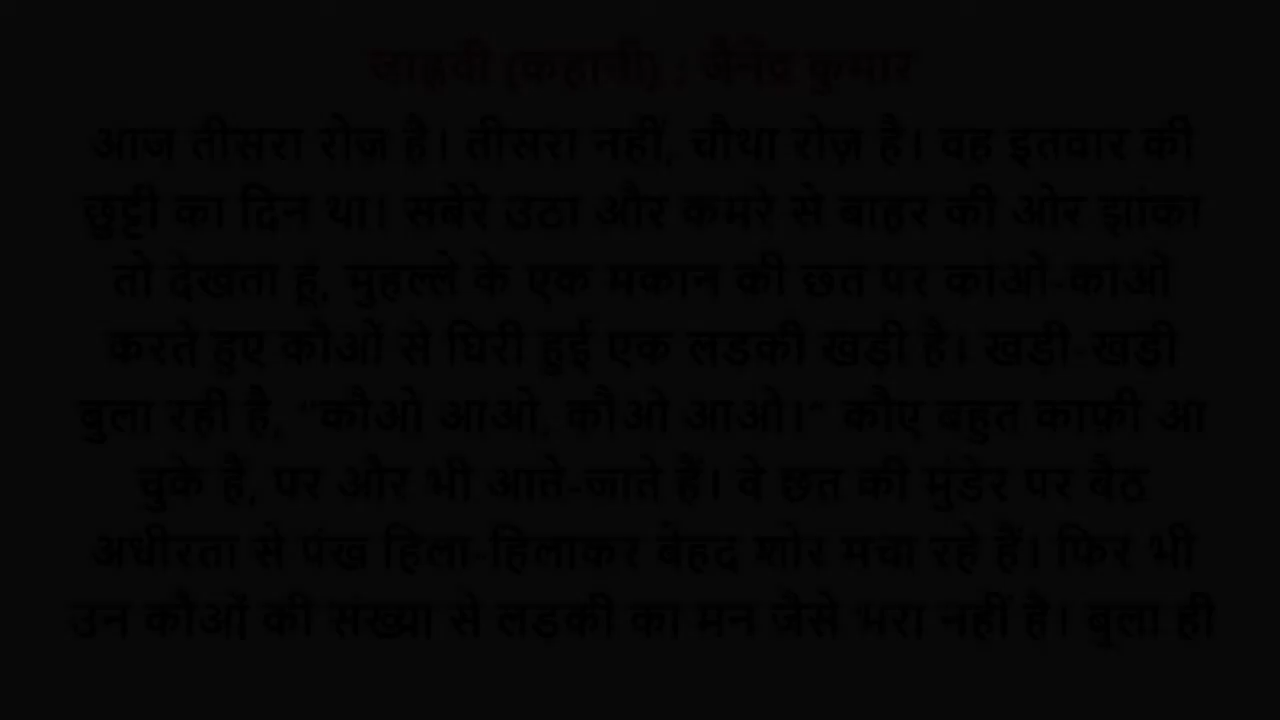 जाह्नवी (कहानी) : जैनेंद्र कुमार
आज तीसरा रोज़ है। तीसरा नहीं, चौथा रोज़ है। वह इतवार की
छुट्टी का दिन था। सबेरे उठा और कमरे से बाहर की ओर झांका
तो देखता हूं, मुहल्ले के एक मकान की छत पर कांओं-कांओं
करते हुए कौओं से घिरी हुई एक लड़की खड़ी है। खड़ी-खड़ी
बुला रही है, “कौओ आओ, कौओ आओ।” कौए बहुत काफ़ी आ
चुके हैं, पर और भी आते-जाते हैं। वे छत की मुंडेर पर बैठ
अधीरता से पंख हिला-हिलाकर बेहद शोर मचा रहे हैं। फिर भी
उन कौओं की संख्या से लड़की का मन जैसे भरा नहीं है। बुला ही